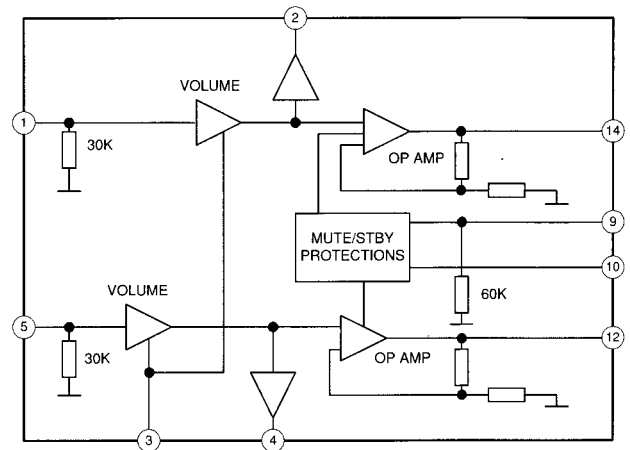 2
VOLUME
1
30K
OP AMP
14
9
MUTE/STBY
PROTECTIONS
10
VOLUME
60K
5
30K
OP AMP
12
3
4